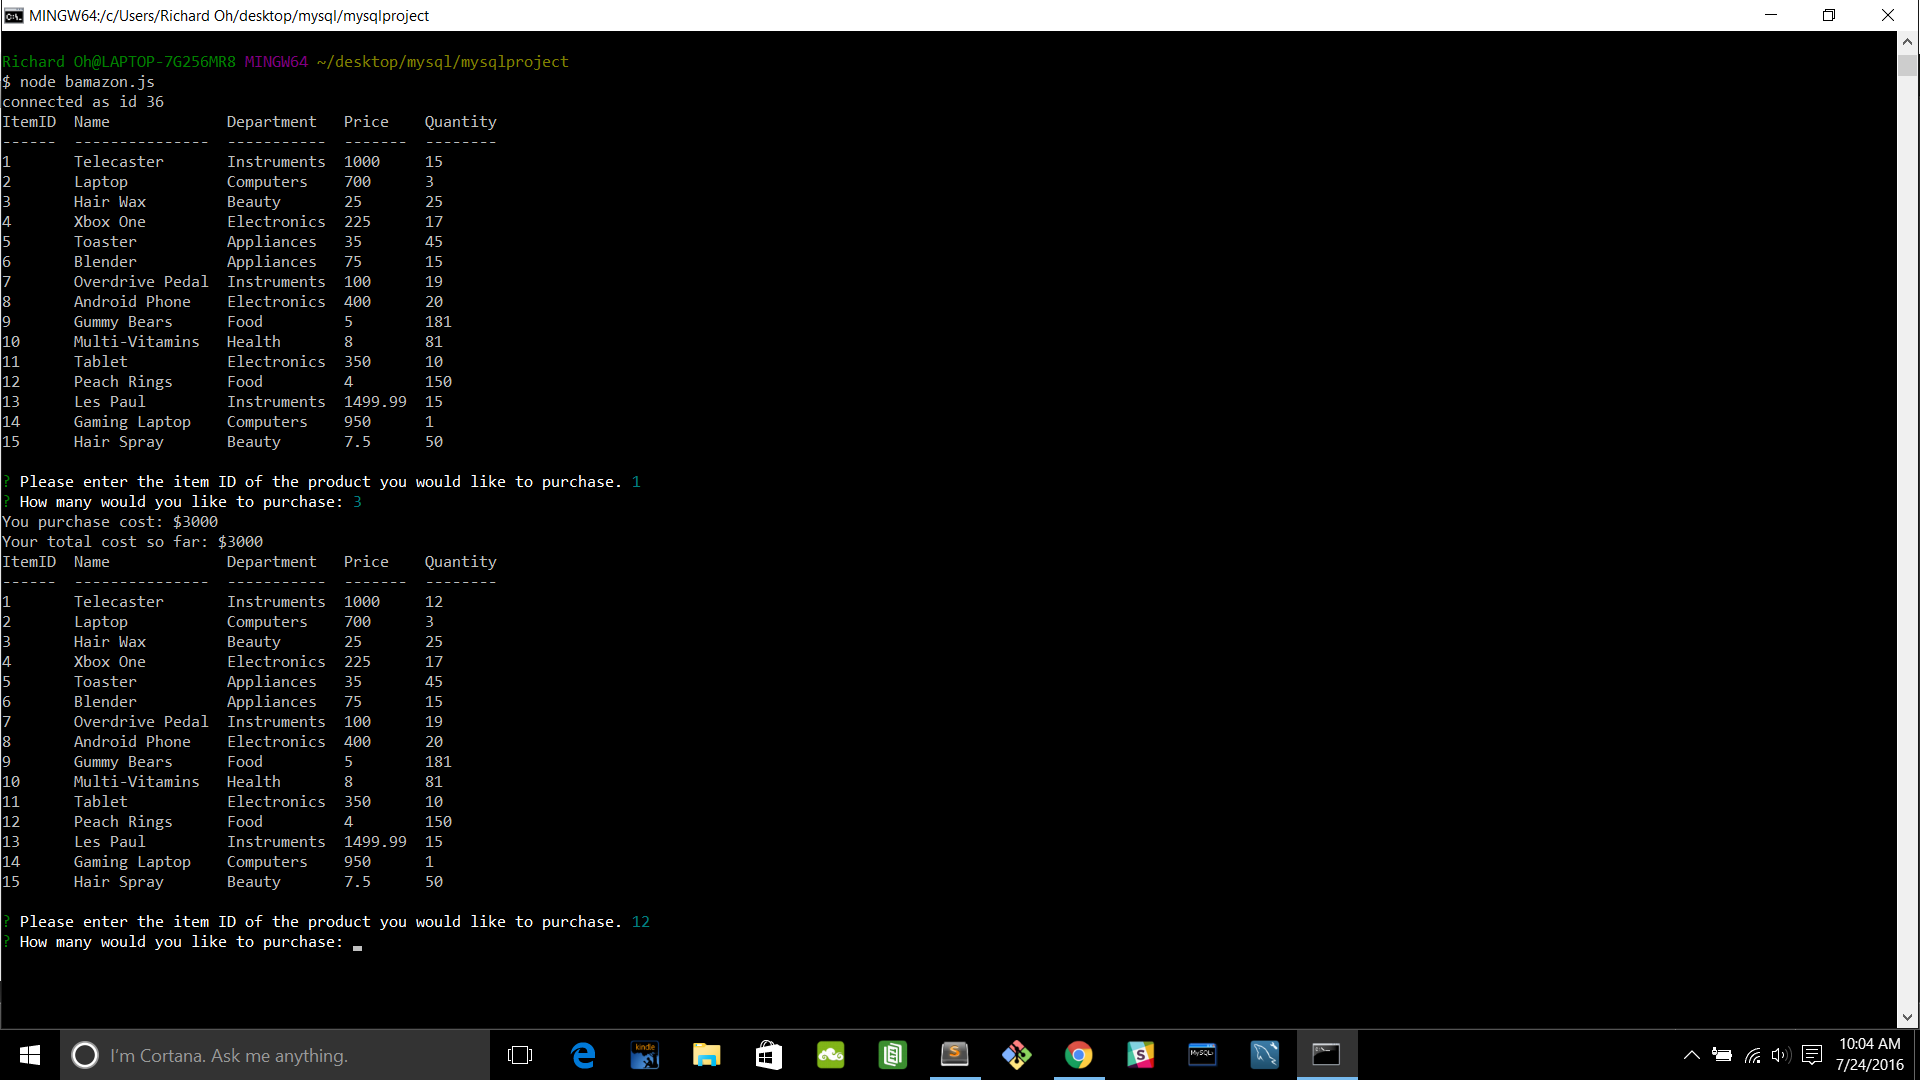 MINGW64:/c/Users/Richard Oh/desktop/mysql/mysqlproject
Richard Oh@LAPTOP-7G256MR8 MINGW64 ~/desktop/mysql/mysqlproject
$ node bamazon.js
connected as id 36
ItemID  Name             Department   Price    Quantity
------  ---------------  -----------  -------  --------
1       Telecaster       Instruments  1000     15
2       Laptop           Computers    700      3
3       Hair Wax         Beauty       25       25
4       Xbox One         Electronics  225      17
5       Toaster          Appliances   35       45
6       Blender          Appliances   75       15
7       Overdrive Pedal  Instruments  100      19
8       Android Phone    Electronics  400      20
9       Gummy Bears      Food         5        181
10      Multi-Vitamins   Health       8        81
11      Tablet           Electronics  350      10
12      Peach Rings      Food         4        150
13      Les Paul         Instruments  1499.99  15
14      Gaming Laptop    Computers    950      1
15      Hair Spray       Beauty       7.5      50
? Please enter the item ID of the product you would like to purchase. 1
? How many would you like to purchase: 3
You purchase cost: $3000
Your total cost so far: $3000
ItemID  Name             Department   Price    Quantity
------  ---------------  -----------  -------  --------
1       Telecaster       Instruments  1000     12
2       Laptop           Computers    700      3
3       Hair Wax         Beauty       25       25
4       Xbox One         Electronics  225      17
5       Toaster          Appliances   35       45
6       Blender          Appliances   75       15
7       Overdrive Pedal  Instruments  100      19
8       Android Phone    Electronics  400      20
9       Gummy Bears      Food         5        181
10      Multi-Vitamins   Health       8        81
11      Tablet           Electronics  350      10
12      Peach Rings      Food         4        150
13      Les Paul         Instruments  1499.99  15
14      Gaming Laptop    Computers    950      1
15      Hair Spray       Beauty       7.5      50
? Please enter the item ID of the product you would like to purchase. 12
? How many would you like to purchase: _
I'm Cortana. Ask me anything.
kindle
MySQL>
10:04 AM
7/24/2016